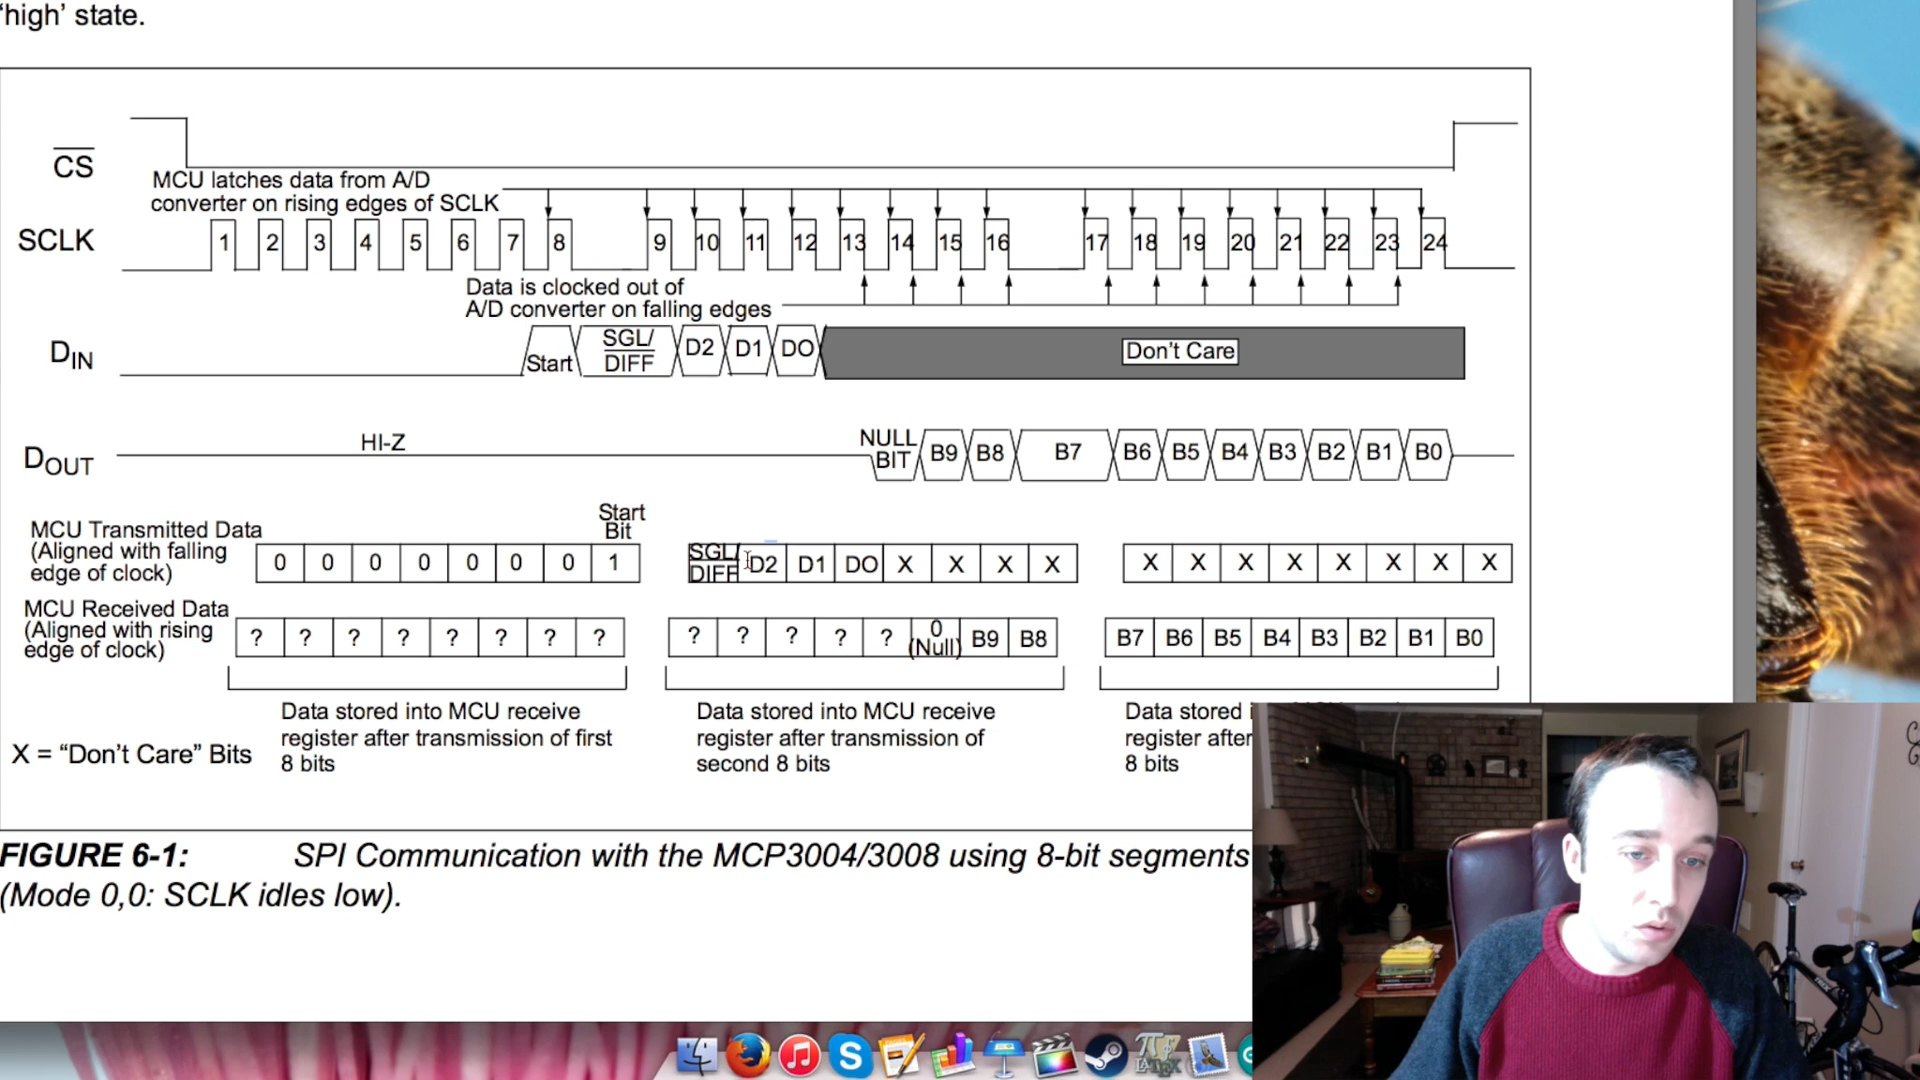 'high' state.
CS
MCU latches data from A/D
converter on rising edges of SCLK
SCLK
1 2 3 4 5 6 7 8 9 10 11 12 13 14 15 16 17 18 19 20 21 22 23 24
Data is clocked out of
A/D converter on falling edges
DIN
Start SGL/DIFF D2 D1 DO Don't Care
HI-Z
DOUT
NULL BIT B9 B8 B7 B6 B5 B4 B3 B2 B1 B0
Start
Bit
MCU Transmitted Data
(Aligned with falling
edge of clock)
0 0 0 0 0 0 0 1 SGL/DIFF D2 D1 DO X X X X X X X X X X X X
MCU Received Data
(Aligned with rising
edge of clock)
? ? ? ? ? ? ? ? ? ? ? ? ? 0 (Null) B9 B8 B7 B6 B5 B4 B3 B2 B1 B0
Data stored into MCU receive
register after transmission of first
8 bits
Data stored into MCU receive
register after transmission of
second 8 bits
Data stored
register after
8 bits
X = “Don't Care” Bits
FIGURE 6-1: SPI Communication with the MCP3004/3008 using 8-bit segments
(Mode 0,0: SCLK idles low).